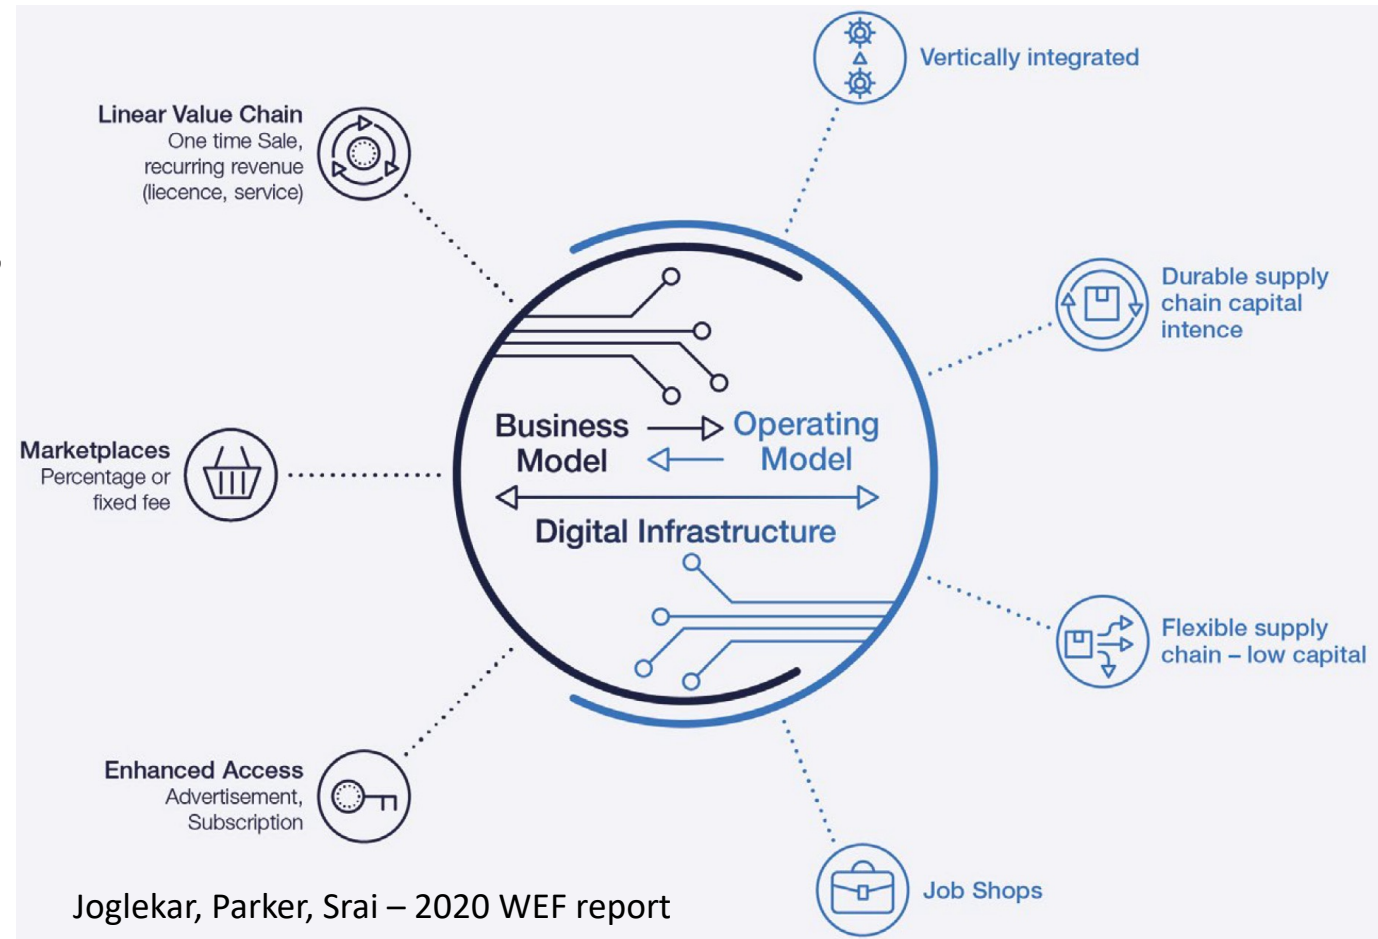 Vertically integrated
Linear Value Chain
One time Sale,
recurring revenue
(liecence, service)
Durable supply
chain capital
intence
Business
Model
Operating
Model
Digital Infrastructure
Marketplaces
Percentage or
fixed fee
Flexible supply
chain – low capital
Enhanced Access
Advertisement,
Subscription
Job Shops
Joglekar, Parker, Srai – 2020 WEF report